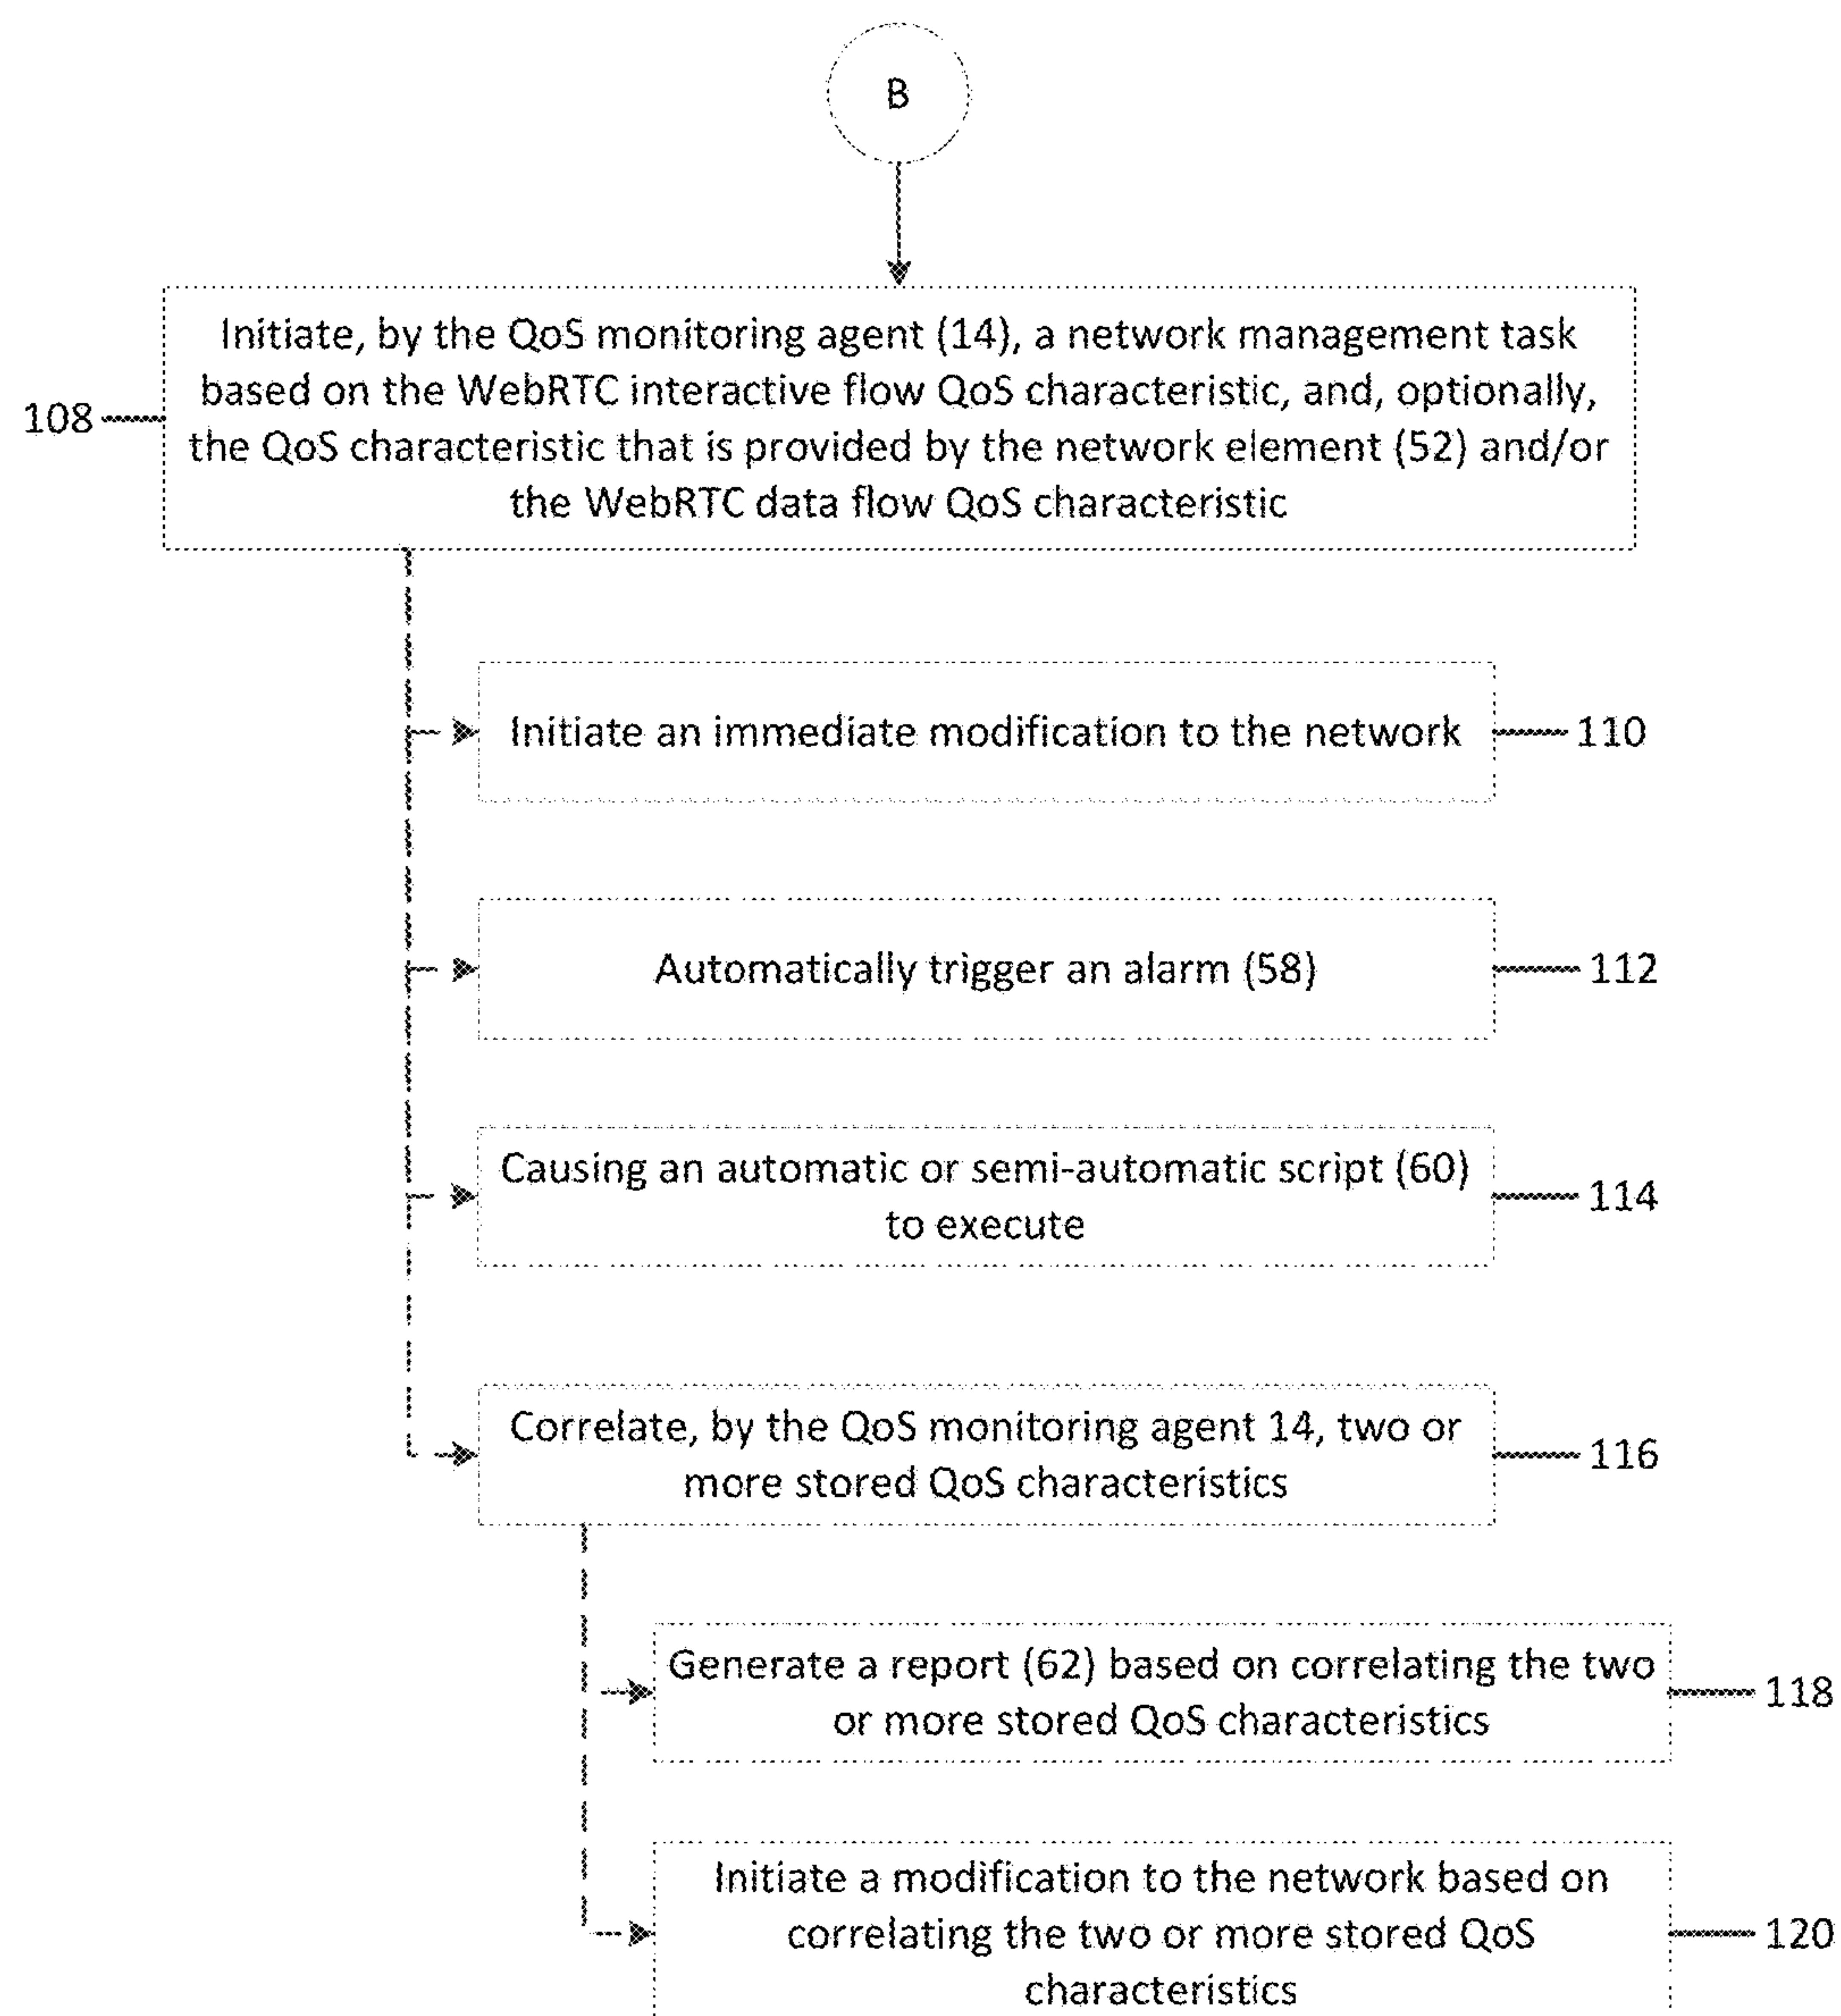 B
Initiate, by the QoS monitoring agent (14), a network management task
based on the WebRTC interactive flow QoS characteristic, and, optionally,
108
the QoS characteristic that is provided by the network element (52) and/or
the WebRTC data flow QoS characteristic
Initiate an immediate modification to the network
110
Automatically trigger an alarm (58)
112
Causing an automatic or semi-automatic script (60)
to execute
114
Correlate, by the QoS monitoring agent 14, two or
more stored QoS characteristics
116
Generate a report (62) based on correlating the two
or more stored QoS characteristics
118
Initiate a modification to the network based on
correlating the two or more stored QoS
characteristics
120